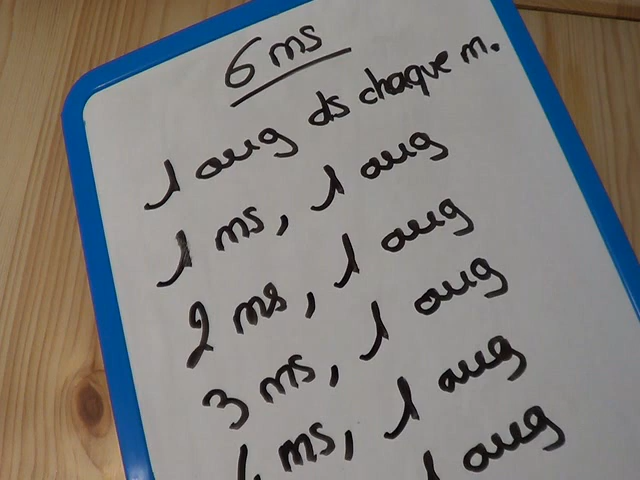 6 ms
1 aug ds chaque m.
1 ms, 1 aug
2 ms, 1 aug
3 ms, 1 aug
ms, 1 aug
1 aug